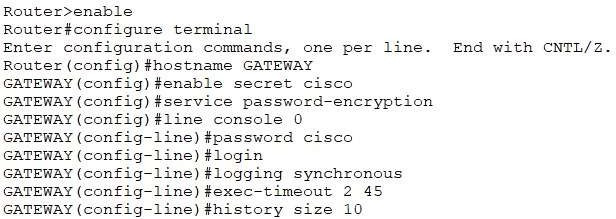 Router>enable
Router#configure terminal
Enter configuration commands, one per line.  End with CNTL/Z.
Router(config)#hostname GATEWAY
GATEWAY(config)#enable secret cisco
GATEWAY(config)#service password-encryption
GATEWAY(config)#line console 0
GATEWAY(config-line)#password cisco
GATEWAY(config-line)#login
GATEWAY(config-line)#logging synchronous
GATEWAY(config-line)#exec-timeout 2 45
GATEWAY(config-line)#history size 10